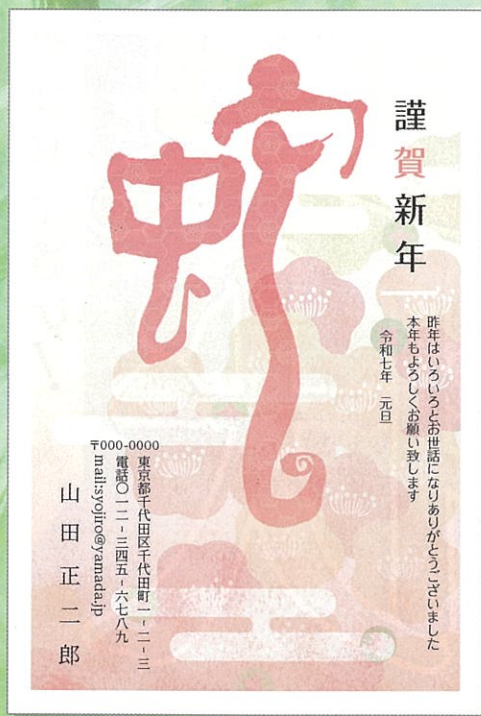 蛇
謹賀新年
昨年はいろいろとお世話になりありがとうございました
本年もよろしくお願い致します
令和七年　元旦
〒000-0000
東京都千代田区千代田町一-二-三
電話〇一二-三四五-六七八九
mail:syojiro@yamada.jp
山田正二郎